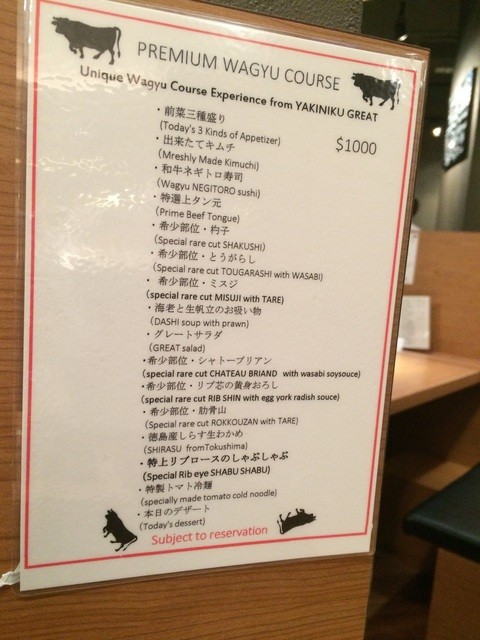 PREMIUM WAGYU COURSE
Unique Wagyu Course Experience from YAKINIKU GREAT
$1000
・前菜三種盛り
(Today's 3 Kinds of Appetizer)
・出来たてキムチ
(Mreshly Made Kimuchi)
・和牛ネギトロ寿司
(Wagyu NEGITORO sushi)
・特選上タン元
(Prime Beef Tongue)
・希少部位・杓子
(Special rare cut SHAKUSHI)
・希少部位・とうがらし
(Special rare cut TOUGARASHI with WASABI)
・希少部位・ミスジ
(special rare cut MISUJI with TARE)
・海老と生帆立のお吸い物
(DASHI soup with prawn)
・グレートサラダ
(GREAT salad)
・希少部位・シャトーブリアン
(special rare cut CHATEAU BRIAND with wasabi soysouce)
・希少部位・リブ芯の黄身おろし
(special rare cut RIB SHIN with egg york radish souce)
・希少部位・肋骨山
(Special rare cut ROKKOUZAN with TARE)
・徳島産しらす生わかめ
(SHIRASU fromTokushima)
・特上リブロースのしゃぶしゃぶ
(Special Rib eye SHABU SHABU)
・特製トマト冷麺
(specially made tomato cold noodle)
・本日のデザート
(Today's dessert)
Subject to reservation